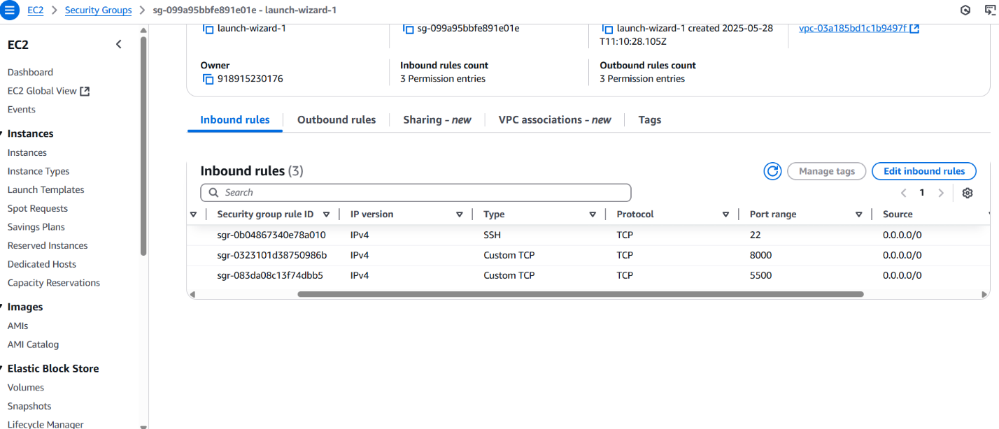 EC2 > Security Groups > sg-099a95bbfe891e01e - launch-wizard-1
EC2
Dashboard
EC2 Global View
Events
Instances
Instances
Instance Types
Launch Templates
Spot Requests
Savings Plans
Reserved Instances
Dedicated Hosts
Capacity Reservations
Images
AMIs
AMI Catalog
Elastic Block Store
Volumes
Snapshots
Lifecycle Manager
launch-wizard-1
sg-099a95bbfe891e01e
launch-wizard-1 created 2025-05-28
T11:10:28.105Z
vpc-03a185bd1c1b9497f
Owner
918915230176
Inbound rules count
3 Permission entries
Outbound rules count
3 Permission entries
Inbound rules Outbound rules Sharing - new VPC associations - new Tags
Inbound rules (3)
Manage tags Edit inbound rules
Search
1
Security group rule ID IP version Type Protocol Port range Source
sgr-0b04867340e78a010 IPv4 SSH TCP 22 0.0.0.0/0
sgr-0323101d38750986b IPv4 Custom TCP TCP 8000 0.0.0.0/0
sgr-083da08c13f74dbb5 IPv4 Custom TCP TCP 5500 0.0.0.0/0